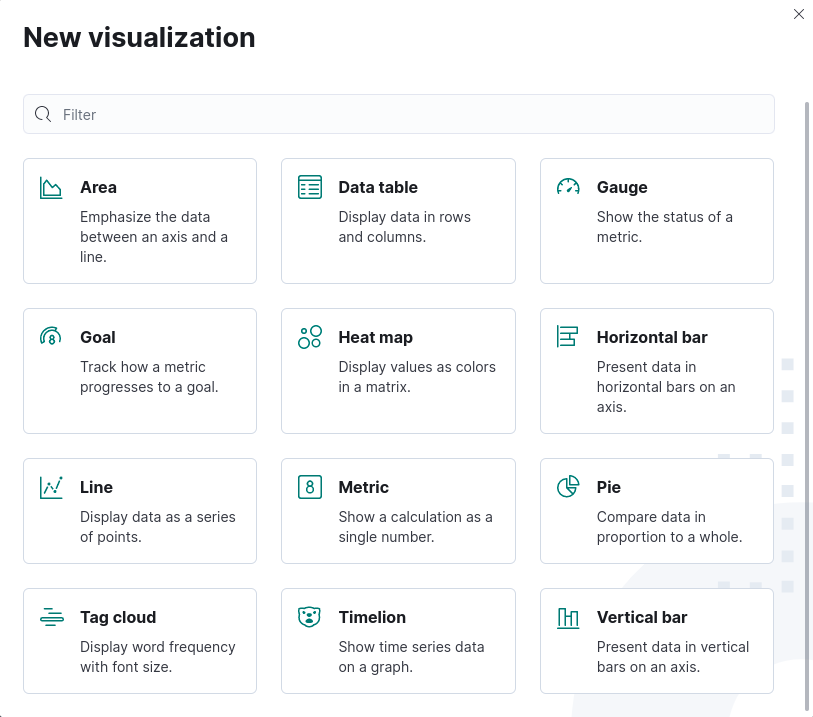 New visualization
Filter
Area
Emphasize the data
between an axis and a
line.
Data table
Display data in rows
and columns.
Gauge
Show the status of a
metric.
8
Goal
Track how a metric
progresses to a goal.
Heat map
Display values as colors
in a matrix.
Horizontal bar
Present data in
horizontal bars on an
axis.
Line
Display data as a series
of points.
8
Metric
Show a calculation as a
single number.
Pie
Compare data in
proportion to a whole.
Tag cloud
Display word frequency
with font size.
Timelion
Show time series data
on a graph.
Vertical bar
Present data in vertical
bars on an axis.